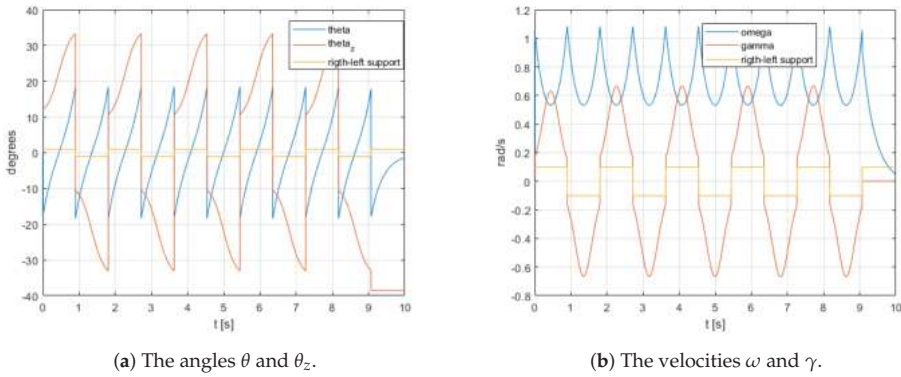 40
30
20
10
0
-10
-20
-30
-40
degrees
0 1 2 3 4 5 6 7 8 9 10
t [s]
theta
theta_z
rigth-left support
(a) The angles θ and θ_z.
1.2
1
0.8
0.6
0.4
0.2
0
-0.2
-0.4
-0.6
-0.8
rad/s
0 1 2 3 4 5 6 7 8 9 10
t [s]
omega
gamma
rigth-left support
(b) The velocities ω and γ.